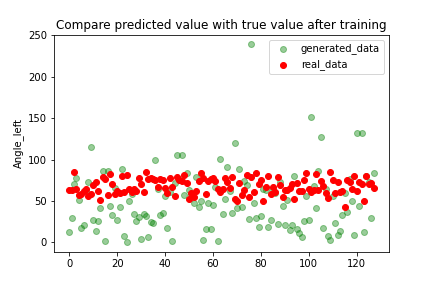 Compare predicted value with true value after training
250
200
150
100
50
0
Angle_left
generated_data
real_data
0 20 40 60 80 100 120